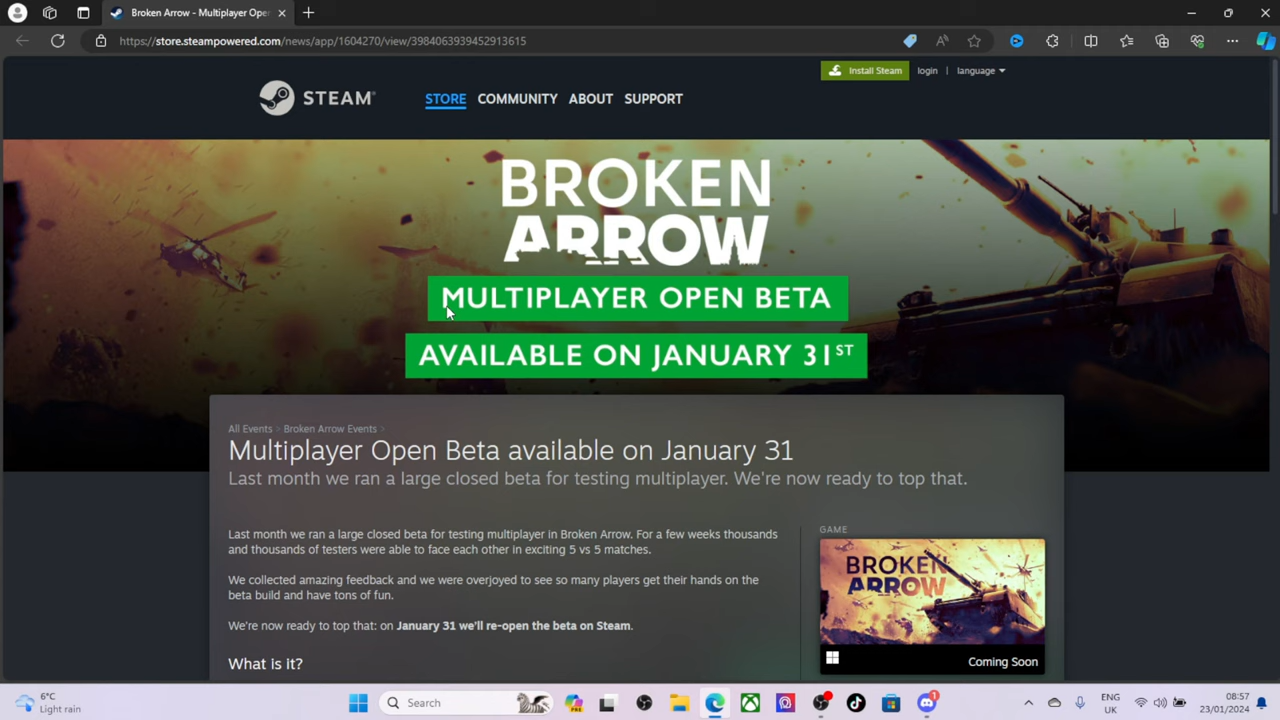 Broken Arrow - Multiplayer Oper
https://store.steampowered.com/news/app/1604270/view/3984063939452913615
Install Steam login | language
STEAM® STORE COMMUNITY ABOUT SUPPORT
BROKEN
ARROW
MULTIPLAYER OPEN BETA
AVAILABLE ON JANUARY 31ST
All Events > Broken Arrow Events >
Multiplayer Open Beta available on January 31
Last month we ran a large closed beta for testing multiplayer. We're now ready to top that.
Last month we ran a large closed beta for testing multiplayer in Broken Arrow. For a few weeks thousands
and thousands of testers were able to face each other in exciting 5 vs 5 matches.
We collected amazing feedback and we were overjoyed to see so many players get their hands on the
beta build and have tons of fun.
We're now ready to top that: on January 31 we'll re-open the beta on Steam.
What is it?
GAME
BROKEN
ARROW
Coming Soon
6°C
Light rain
Search
PRE
1
ENG
UK
08:57
23/01/2024